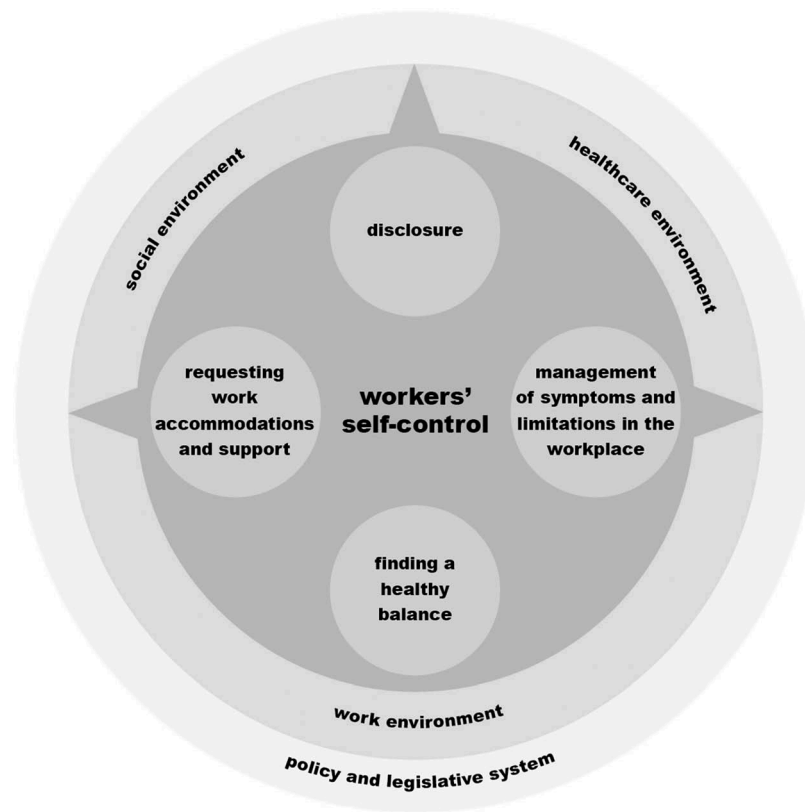 social environment
healthcare environment
disclosure
requesting
work
accommodations
and support
workers’
self-control
management
of symptoms and
limitations in the
workplace
finding a
healthy
balance
work environment
policy and legislative system